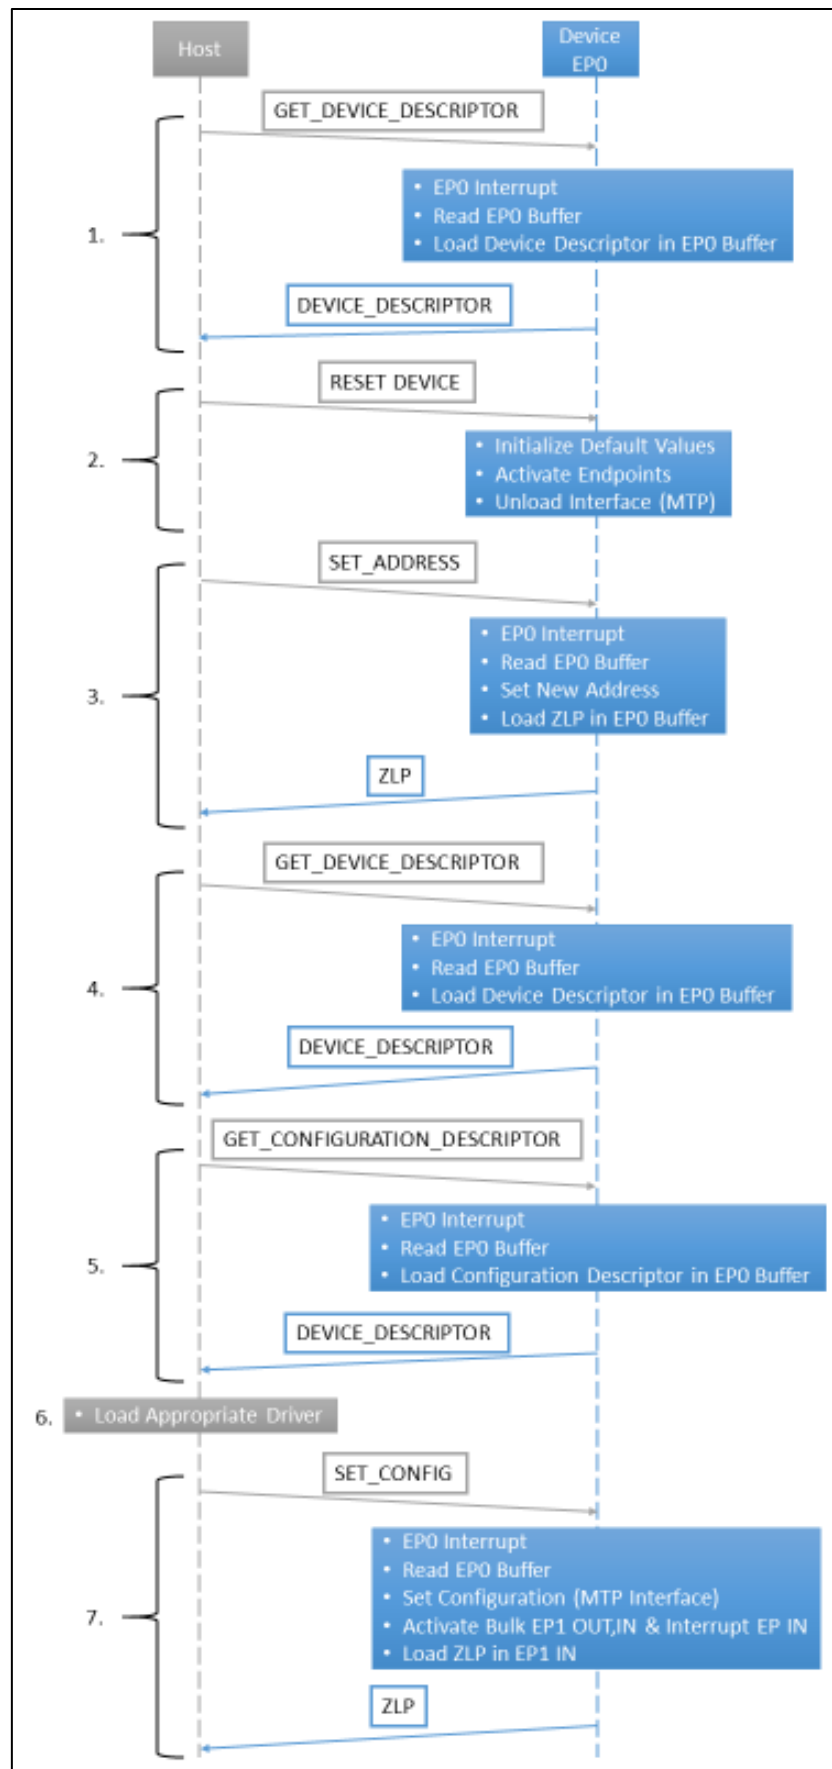 Host
Device
EP0
GET_DEVICE_DESCRIPTOR
1.
• EP0 Interrupt
• Read EP0 Buffer
• Load Device Descriptor in EP0 Buffer
DEVICE_DESCRIPTOR
RESET DEVICE
2.
• Initialize Default Values
• Activate Endpoints
• Unload Interface (MTP)
SET_ADDRESS
3.
• EP0 Interrupt
• Read EP0 Buffer
• Set New Address
• Load ZLP in EP0 Buffer
ZLP
GET_DEVICE_DESCRIPTOR
4.
• EP0 Interrupt
• Read EP0 Buffer
• Load Device Descriptor in EP0 Buffer
DEVICE_DESCRIPTOR
GET_CONFIGURATION_DESCRIPTOR
5.
• EP0 Interrupt
• Read EP0 Buffer
• Load Configuration Descriptor in EP0 Buffer
DEVICE_DESCRIPTOR
6. • Load Appropriate Driver
SET_CONFIG
7.
• EP0 Interrupt
• Read EP0 Buffer
• Set Configuration (MTP Interface)
• Activate Bulk EP1 OUT,IN & Interrupt EP IN
• Load ZLP in EP1 IN
ZLP